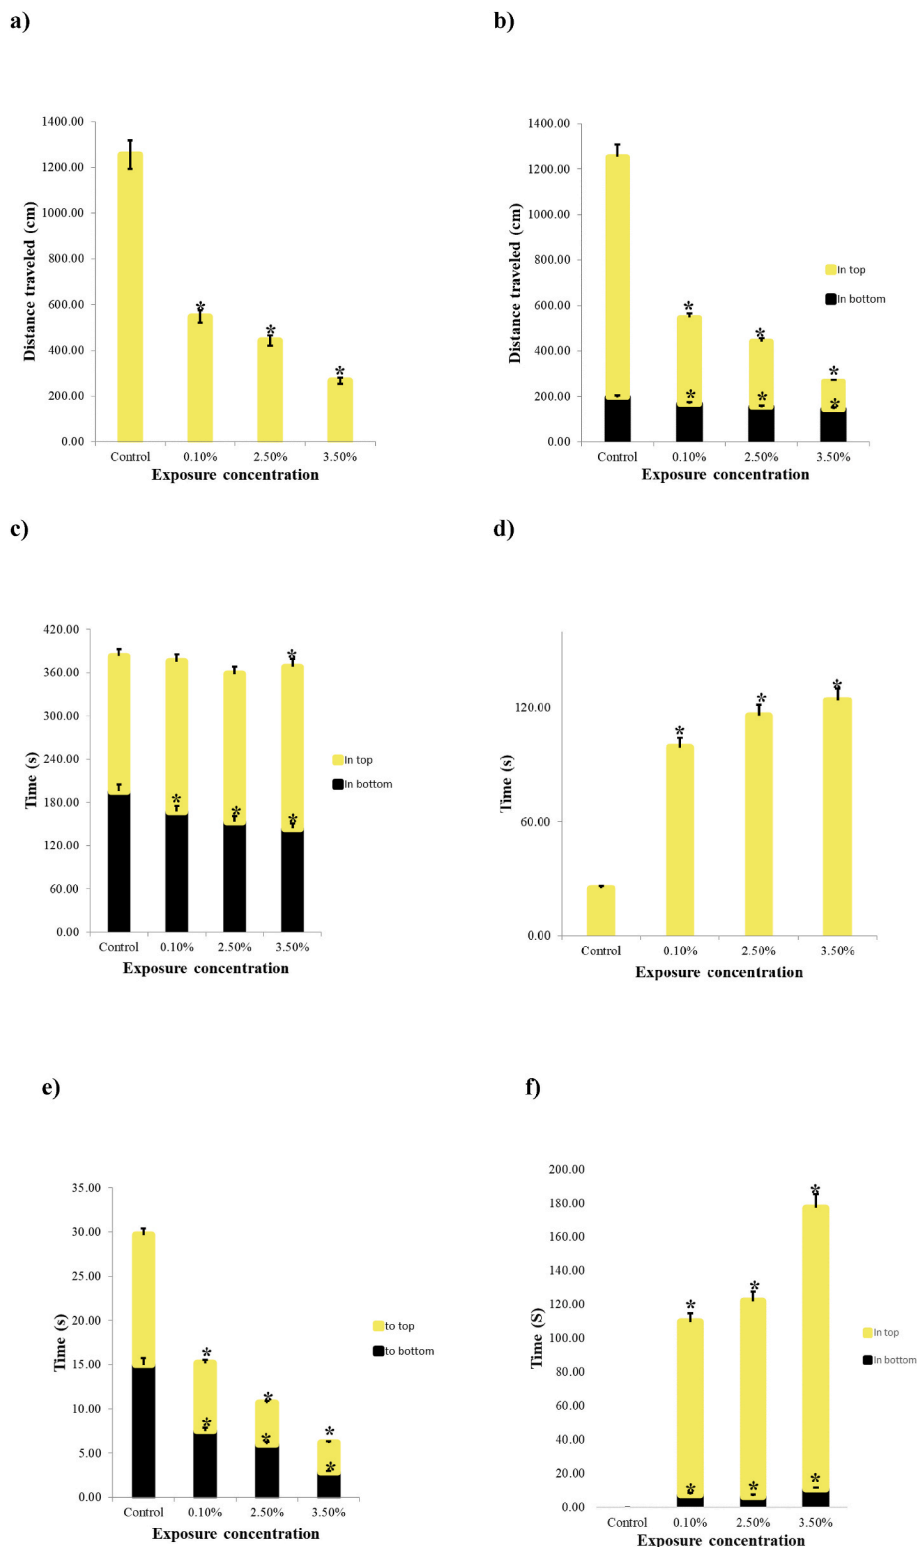 a)
b)
1400.00
1200.00
1000.00
800.00
600.00
400.00
200.00
0.00
Distance traveled (cm)
*
*
*
Control 0.10% 2.50% 3.50%
Exposure concentration
1400.00
1200.00
1000.00
800.00
600.00
400.00
200.00
0.00
Distance traveled (cm)
In top
In bottom
*
*
*
*
*
*
Control 0.10% 2.50% 3.50%
Exposure concentration
c)
d)
420.00
360.00
300.00
240.00
180.00
120.00
60.00
0.00
Time (s)
In top
In bottom
*
*
*
*
Control 0.10% 2.50% 3.50%
Exposure concentration
120.00
60.00
0.00
Time (s)
*
*
*
Control 0.10% 2.50% 3.50%
Exposure concentration
e)
f)
35.00
30.00
25.00
20.00
15.00
10.00
5.00
0.00
Time (s)
to top
to bottom
*
*
*
*
*
*
Control 0.10% 2.50% 3.50%
Exposure concentration
200.00
180.00
160.00
140.00
120.00
100.00
80.00
60.00
40.00
20.00
0.00
Time (S)
In top
In bottom
*
*
*
*
*
*
Control 0.10% 2.50% 3.50%
Exposure concentration